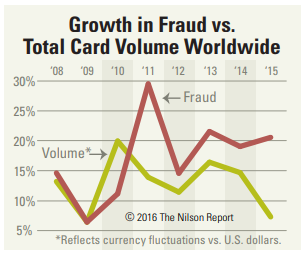 Growth in Fraud vs.
Total Card Volume Worldwide
'08 '09 '10 '11 '12 '13 '14 '15
30%
Fraud
25%
20%
Volume*
15%
10%
© 2016 The Nilson Report
5%
*Reflects currency fluctuations vs. U.S. dollars.